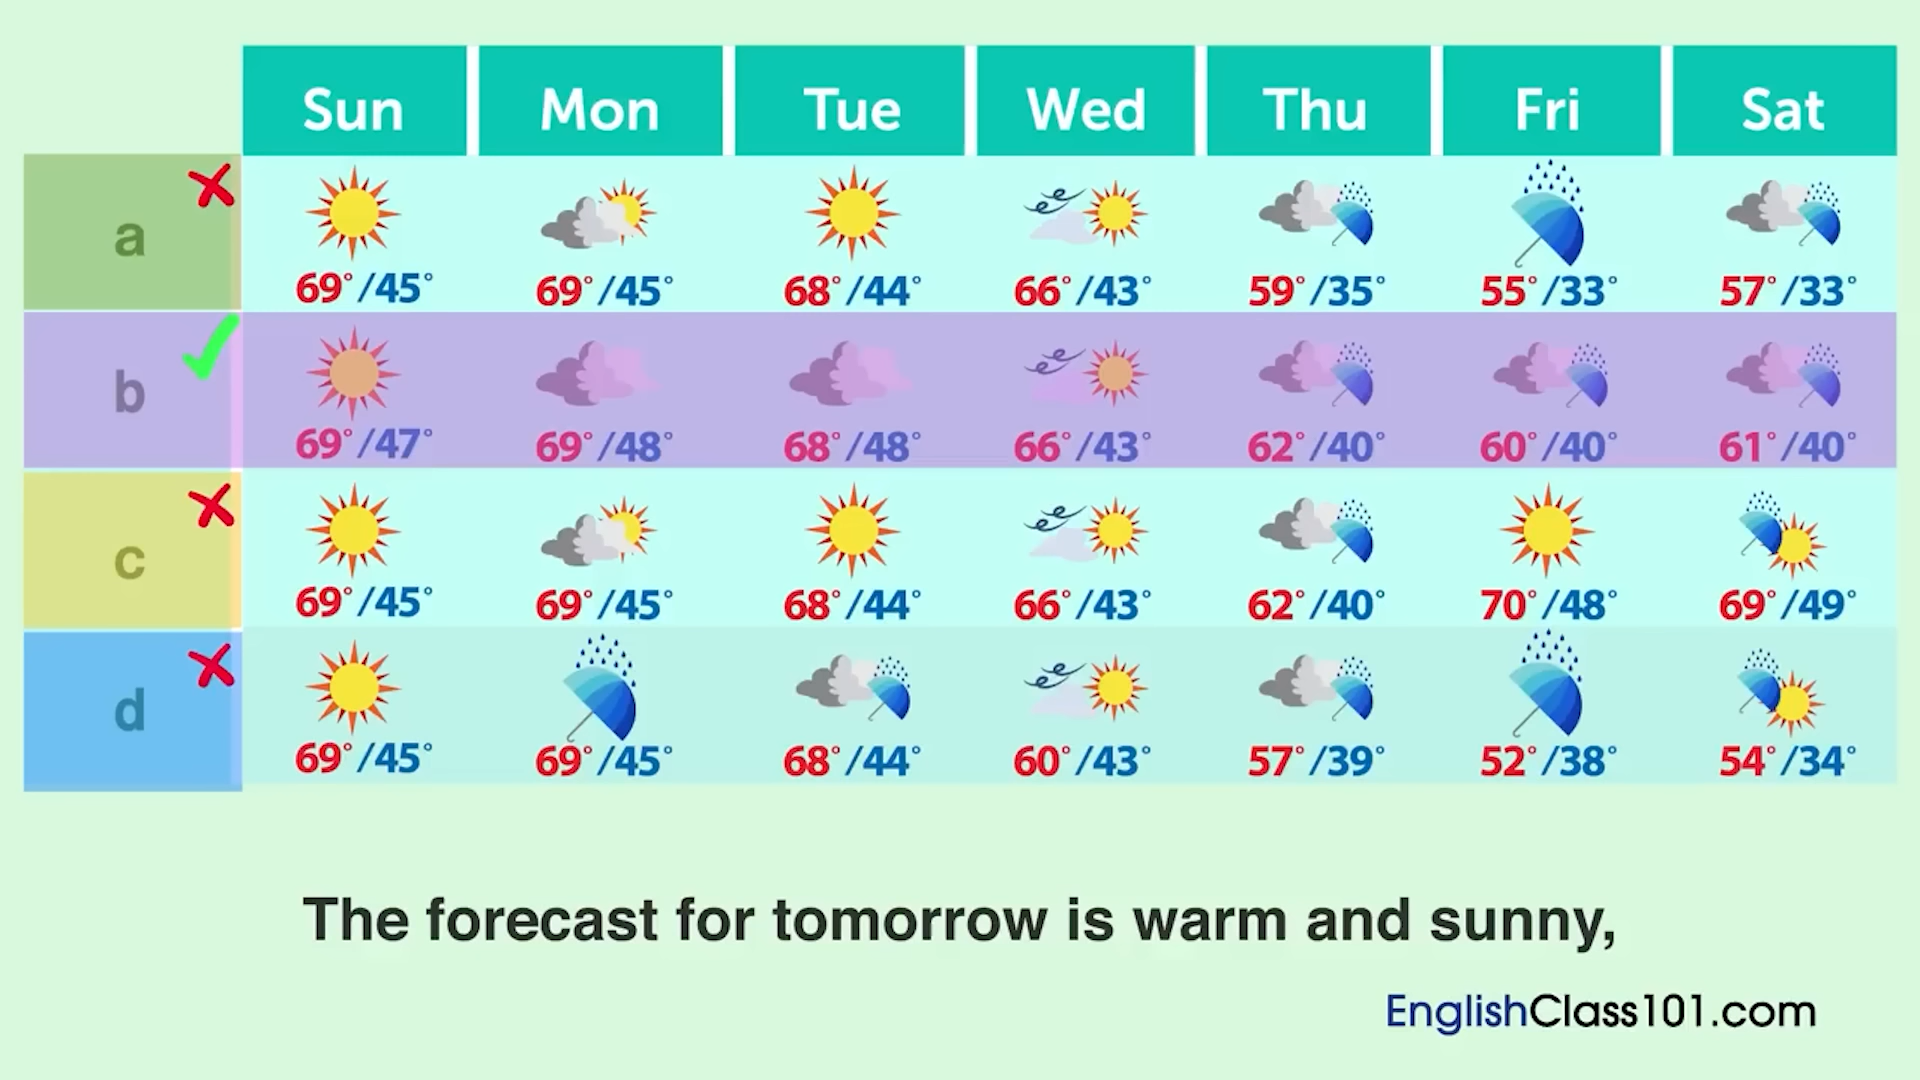 Sun Mon Tue Wed Thu Fri Sat
a
69°/45° 69°/45° 68°/44° 66°/43° 59°/35° 55°/33° 57°/33°
b
69°/47° 69°/48° 68°/48° 66°/43° 62°/40° 60°/40° 61°/40°
c
69°/45° 69°/45° 68°/44° 66°/43° 62°/40° 70°/48° 69°/49°
d
69°/45° 69°/45° 68°/44° 60°/43° 57°/39° 52°/38° 54°/34°
The forecast for tomorrow is warm and sunny,
EnglishClass101.com